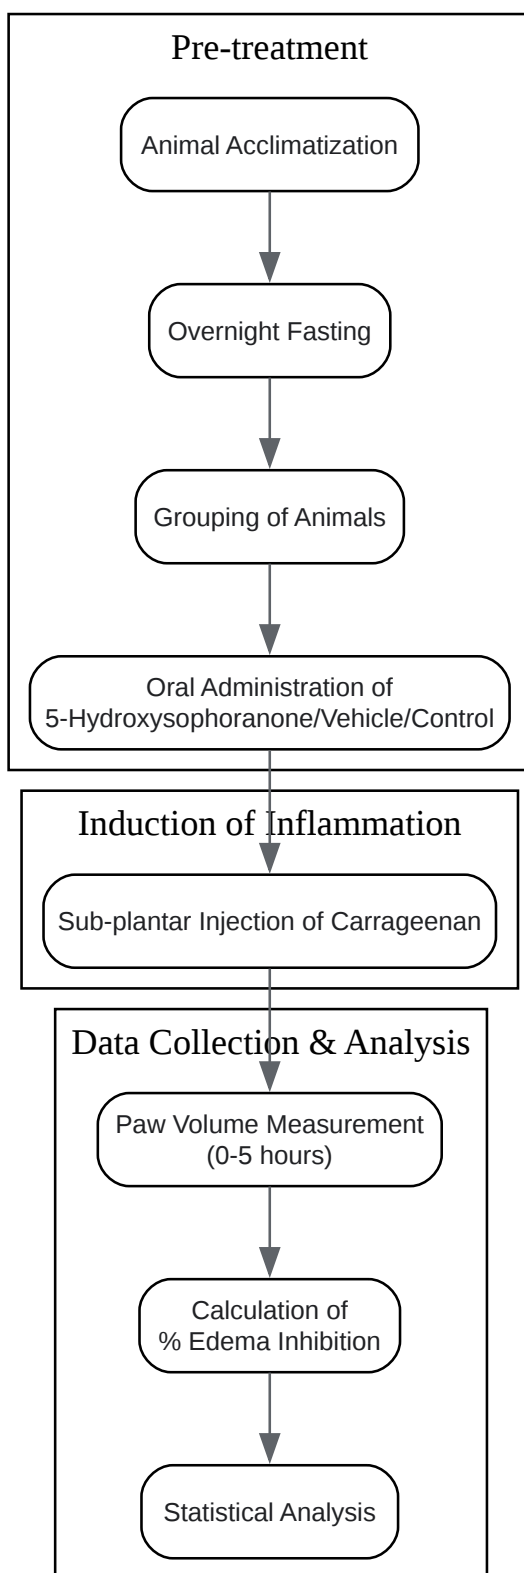 Pre-treatment
Animal Acclimatization
Overnight Fasting
Grouping of Animals
Oral Administration of
5-Hydroxysophoranone/Vehicle/Control
Induction of Inflammation
Sub-plantar Injection of Carrageenan
Data Collection & Analysis
Paw Volume Measurement
(0-5 hours)
Calculation of
% Edema Inhibition
Statistical Analysis